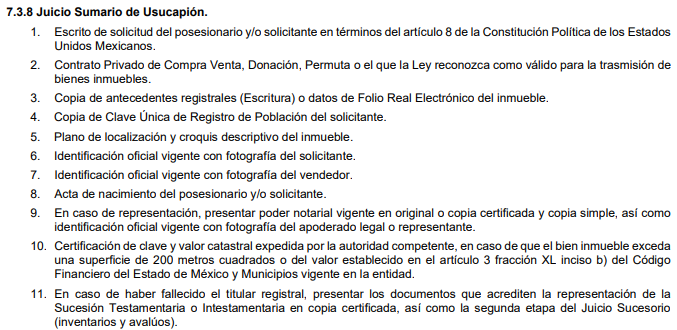 7.3.8 Juicio Sumario de Usucapión.
1. Escrito de solicitud del posesionario y/o solicitante en términos del artículo 8 de la Constitución Política de los Estados
Unidos Mexicanos.
2. Contrato Privado de Compra Venta, Donación, Permuta o el que la Ley reconozca como válido para la trasmisión de
bienes inmuebles.
3. Copia de antecedentes registrales (Escritura) o datos de Folio Real Electrónico del inmueble.
4. Copia de Clave Única de Registro de Población del solicitante.
5. Plano de localización y croquis descriptivo del inmueble.
6. Identificación oficial vigente con fotografía del solicitante.
7. Identificación oficial vigente con fotografía del vendedor.
8. Acta de nacimiento del posesionario y/o solicitante.
9. En caso de representación, presentar poder notarial vigente en original o copia certificada y copia simple, así como
identificación oficial vigente con fotografía del apoderado legal o representante.
10. Certificación de clave y valor catastral expedida por la autoridad competente, en caso de que el bien inmueble exceda
una superficie de 200 metros cuadrados o del valor establecido en el artículo 3 fracción XL inciso b) del Código
Financiero del Estado de México y Municipios vigente en la entidad.
11. En caso de haber fallecido el titular registral, presentar los documentos que acrediten la representación de la
Sucesión Testamentaria o Intestamentaria en copia certificada, así como la segunda etapa del Juicio Sucesorio
(inventarios y avalúos).